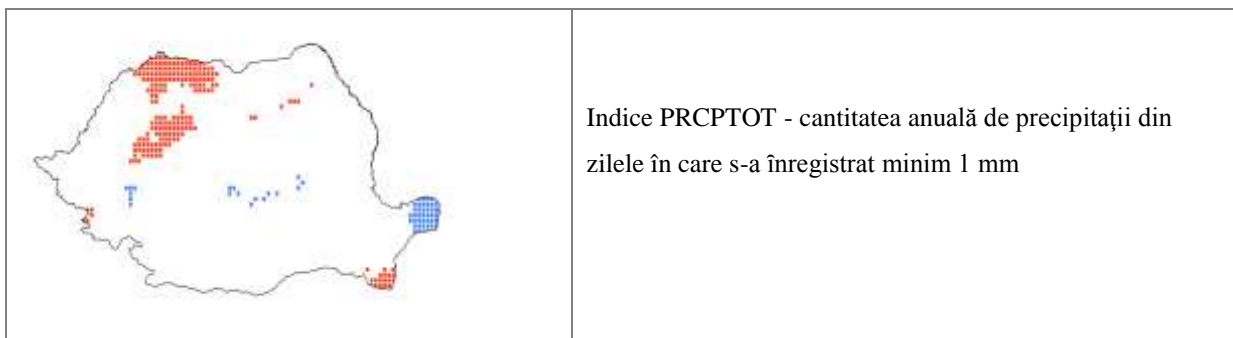 Indice PRCPTOT - cantitatea anuală de precipitaţii din
zilele în care s-a înregistrat minim 1 mm